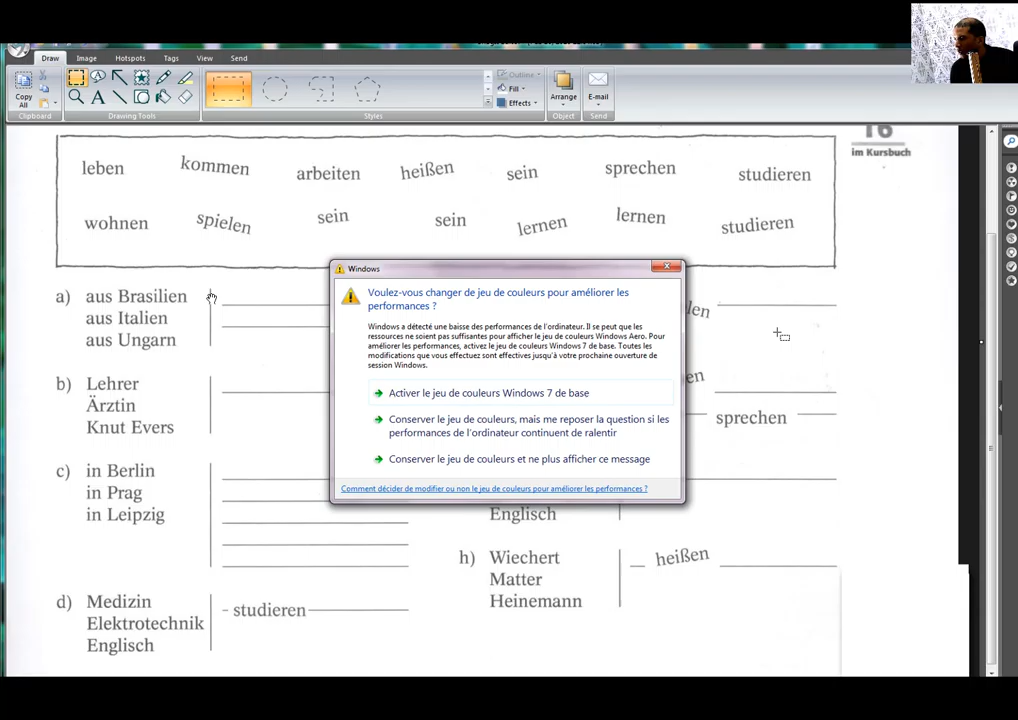 Draw Image Hotspots Tags View Send
Copy All
Outline
Fill
Effects
Arrange
E-mail
Clipboard Drawing Tools Styles Object Send
16
im Kursbuch
leben kommen arbeiten heißen sein sprechen studieren
wohnen spielen sein sein lernen lernen studieren
Windows
Voulez-vous changer de jeu de couleurs pour améliorer les
performances ?
Windows a détecté une baisse des performances de l'ordinateur. Il se peut que les
ressources ne soient pas suffisantes pour afficher le jeu de couleurs Windows Aero. Pour
améliorer les performances, activez le jeu de couleurs Windows 7 de base. Toutes les
modifications que vous effectuez sont effectives jusqu'à votre prochaine ouverture de
session Windows.
Activer le jeu de couleurs Windows 7 de base
Conserver le jeu de couleurs, mais me reposer la question si les
performances de l'ordinateur continuent de ralentir
Conserver le jeu de couleurs et ne plus afficher ce message
Comment décider de modifier ou non le jeu de couleurs pour améliorer les performances ?
a) aus Brasilien
aus Italien
aus Ungarn
b) Lehrer
Ärztin
Knut Evers
c) in Berlin
in Prag
in Leipzig
d) Medizin - studieren
Elektrotechnik
Englisch
len
en
sprechen
Englisch
h) Wiechert heißen
Matter
Heinemann